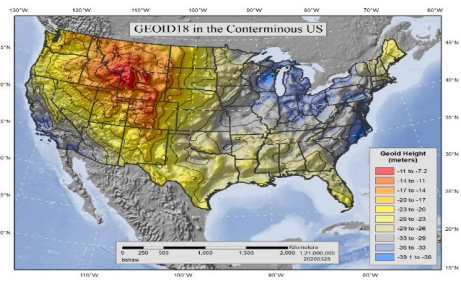 130°W 120°W 110°W 100°W 90°W 80°W 70°W 60°W
GEOID18 in the Conterminous US
45°N
40°N
35°N
30°N
25°N
20°N
15°N
Geoid Height
(meters)
-11 to -7.2
-14 to -11
-17 to -14
-20 to -17
-23 to -20
-26 to -23
-29 to -26
-33 to -29
-36 to -33
-39.1 to -36
Kilometers
0 250 500 1,000 1,500 2,000
1:21,000,000
bshaw
20200325
110°W 100°W 90°W 80°W